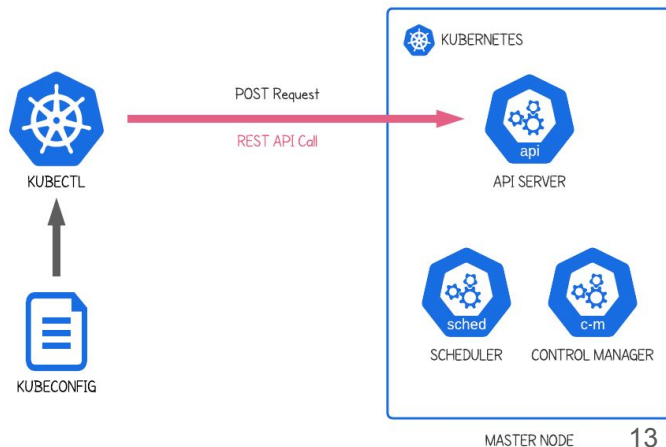 KUBERNETES
POST Request
REST API Call
api
KUBECTL
API SERVER
sched
c-m
SCHEDULER
CONTROL MANAGER
KUBECONFIG
MASTER NODE
13